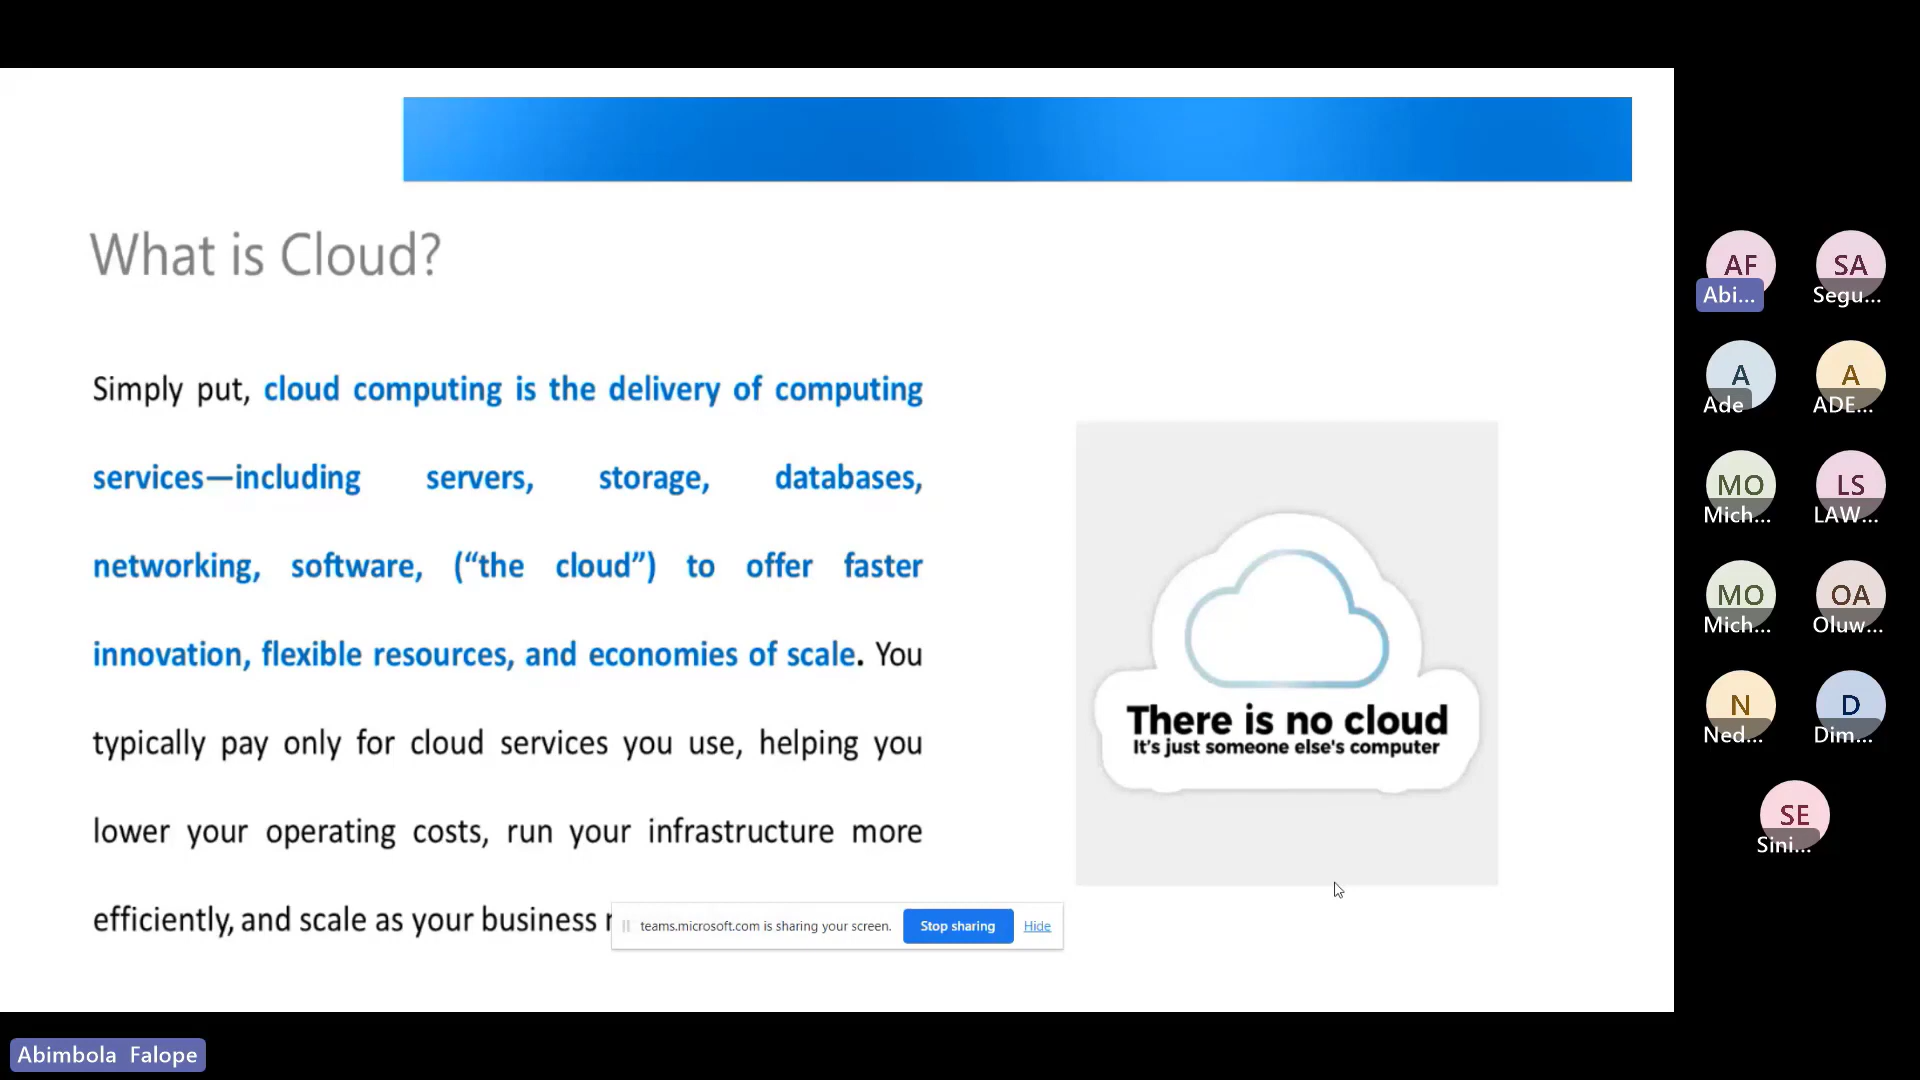 What is Cloud?
Simply put, cloud computing is the delivery of computing
services—including servers, storage, databases,
networking, software, (“the cloud”) to offer faster
innovation, flexible resources, and economies of scale. You
typically pay only for cloud services you use, helping you
lower your operating costs, run your infrastructure more
efficiently, and scale as your business
There is no cloud
It's just someone else's computer
teams.microsoft.com is sharing your screen.
Stop sharing
Hide
AF
Abi...
SA
Segu...
A
Ade
A
ADE...
MO
Mich...
LS
LAW...
MO
Mich...
OA
Oluw...
N
Ned...
D
Dim...
SE
Sini...
Abimbola Falope